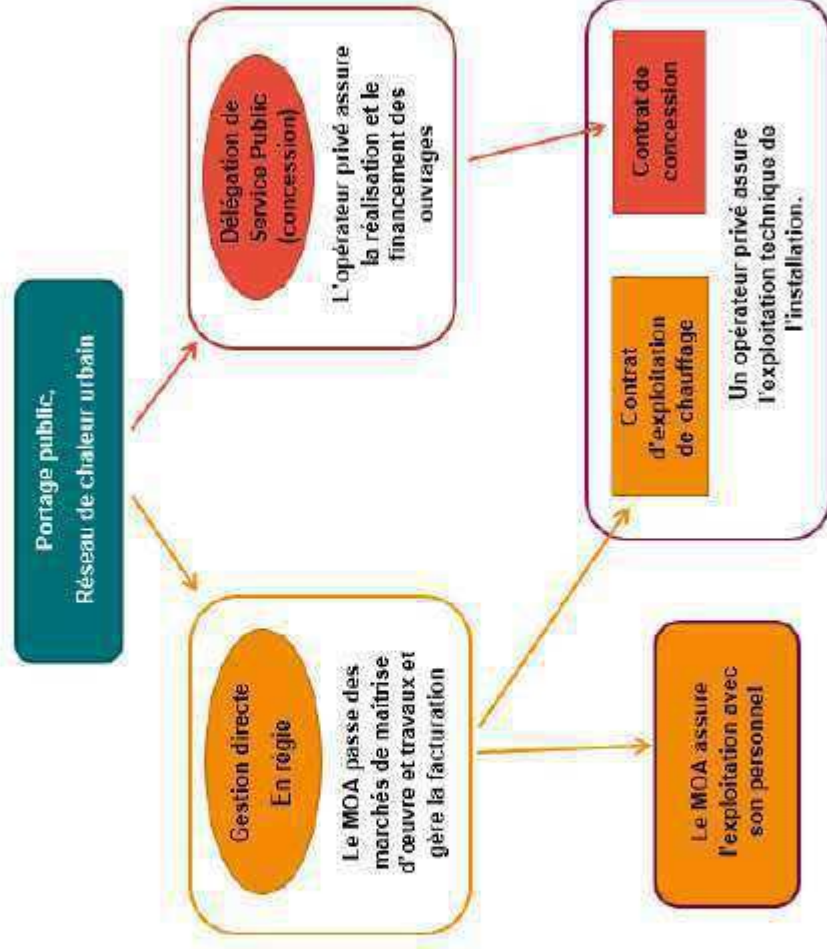 Portage public,
Réseau de chaleur urbain
Gestion directe
En régie
Le MOA passe des
marchés de maîtrise
d'œuvre et travaux et
gère la facturation
Délégation de
Service Public
(concession)
L'opérateur privé assure
la réalisation et le
financement des
ouvrages
Le MOA assure
l'exploitation avec
son personnel
Contrat
d'exploitation
de chauffage
Contrat de
concession
Un opérateur privé assure
l'exploitation technique de
l'installation.